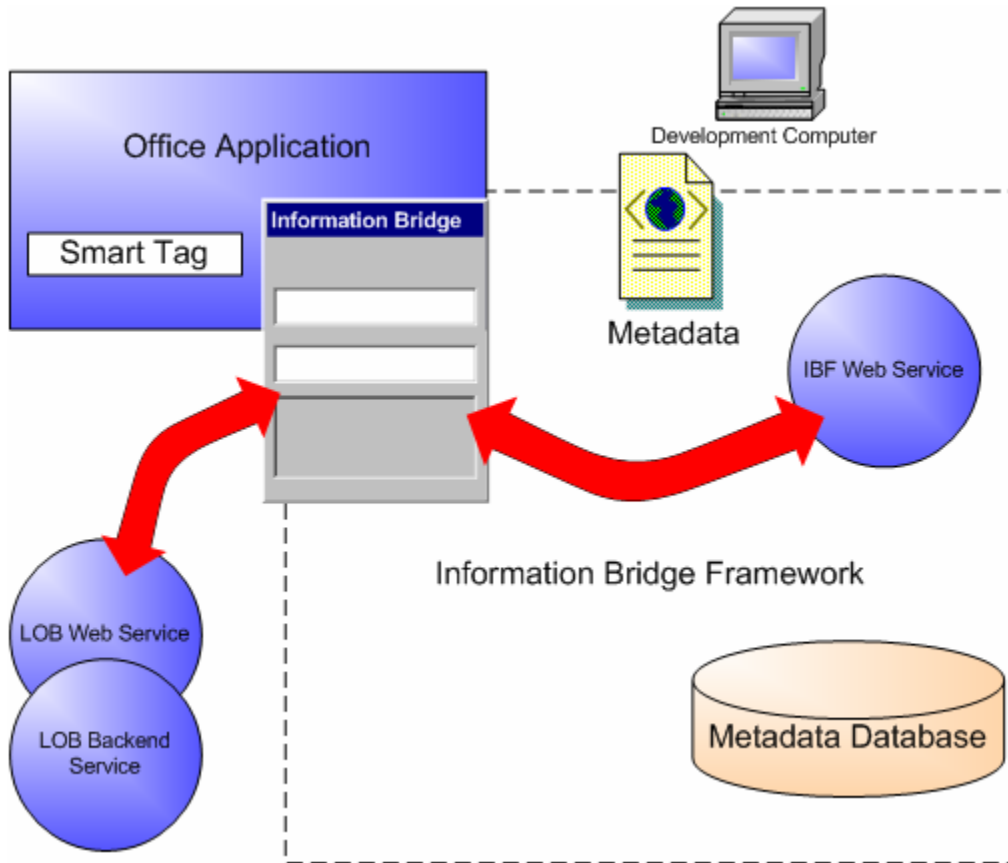 Development Computer
Office Application
Information Bridge
Smart Tag
Metadata
IBF Web Service
Information Bridge Framework
LOB Web Service
LOB Backend
Service
Metadata Database